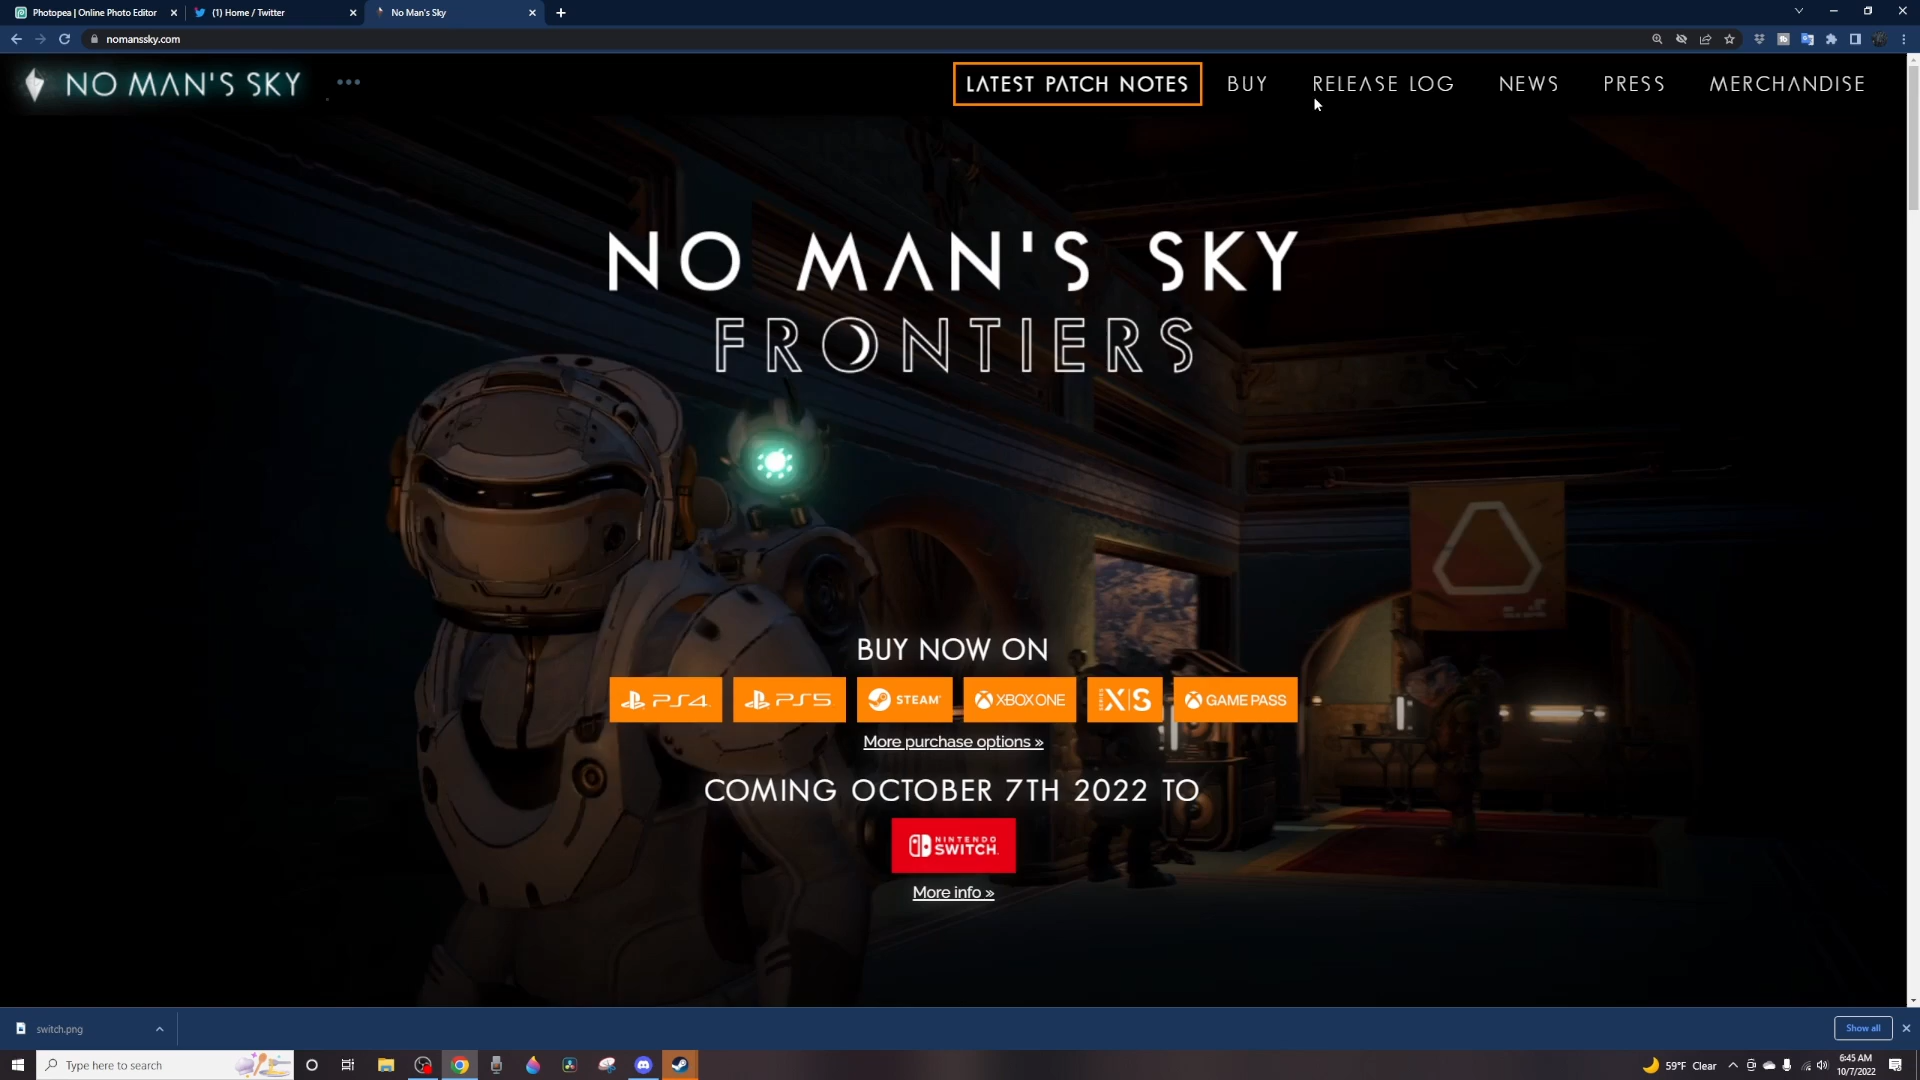 Photopea | Online Photo Editor
(1) Home / Twitter
No Man's Sky
nomanssky.com
NO MAN'S SKY
LATEST PATCH NOTES
BUY
RELEASE LOG
NEWS
PRESS
MERCHANDISE
NO MAN'S SKY
FRONTIERS
BUY NOW ON
PS4
PS5
STEAM
XBOX ONE
SERIES X|S
GAME PASS
More purchase options »
COMING OCTOBER 7TH 2022 TO
NINTENDO
SWITCH
More info »
switch.png
Show all
Type here to search
59°F Clear
6:45 AM
10/7/2022